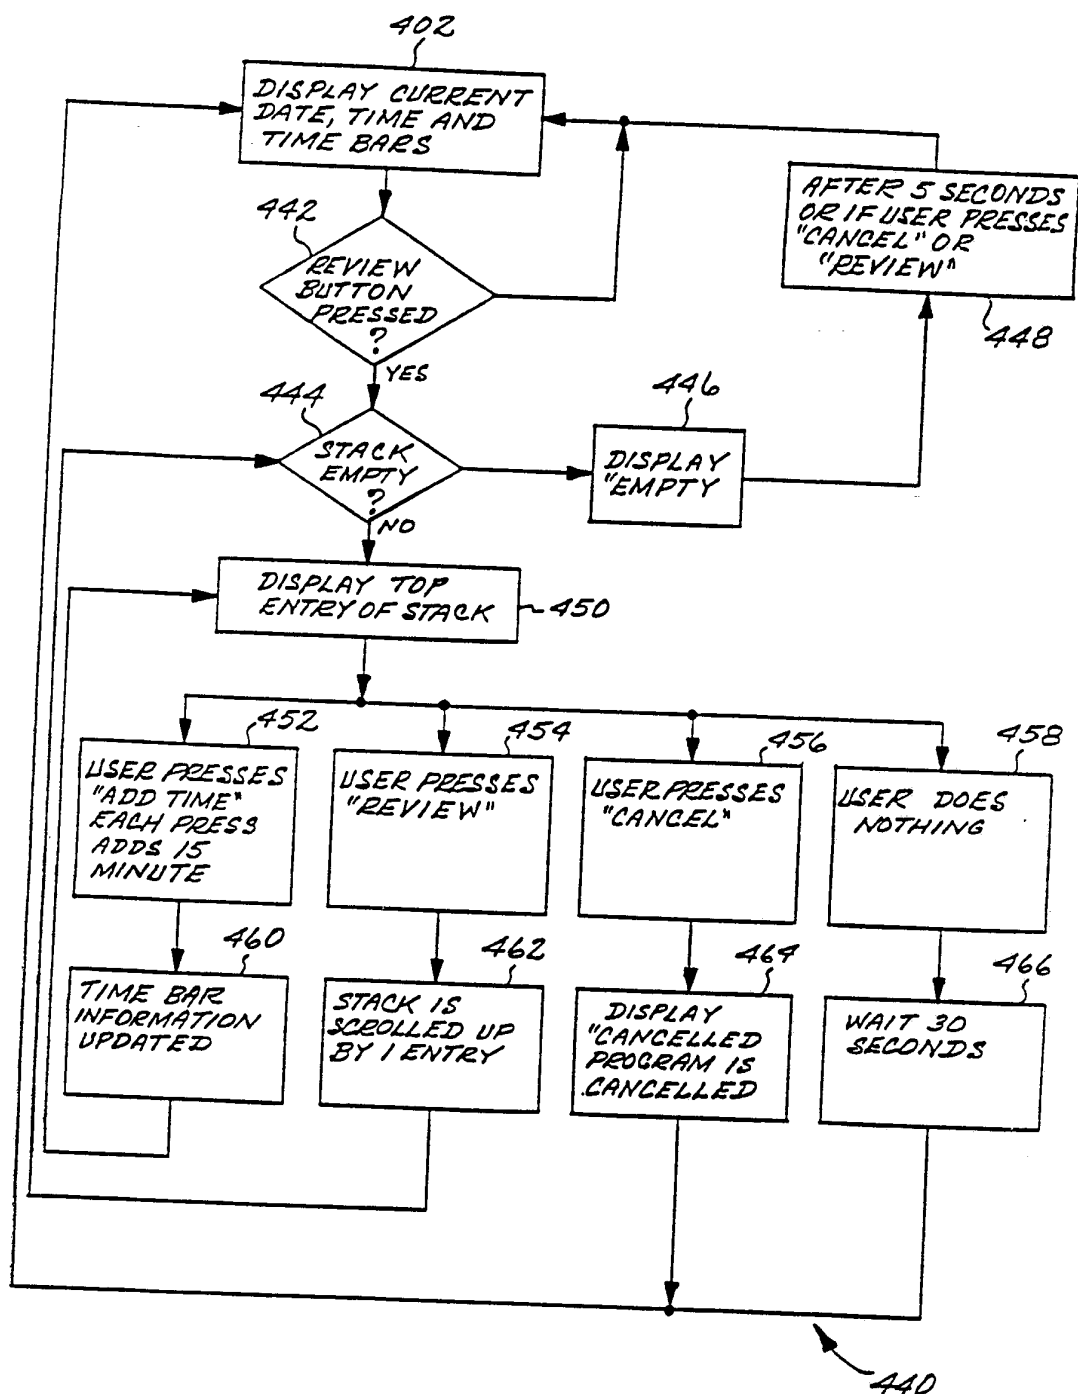 402
DISPLAY CURRENT
DATE, TIME AND
TIME BARS
442
REVIEW
BUTTON
PRESSED
?
YES
AFTER 5 SECONDS
OR IF USER PRESSES
"CANCEL" OR
"REVIEW"
448
444
STACK
EMPTY
?
NO
446
DISPLAY
"EMPTY
DISPLAY TOP
ENTRY OF STACK
450
452
USER PRESSES
"ADD TIME"
EACH PRESS
ADDS 15
MINUTE
454
USER PRESSES
"REVIEW"
456
USER PRESSES
"CANCEL"
458
USER DOES
NOTHING
460
TIME BAR
INFORMATION
UPDATED
462
STACK IS
SCROLLED UP
BY 1 ENTRY
464
DISPLAY
"CANCELLED
PROGRAM IS
CANCELLED
466
WAIT 30
SECONDS
440